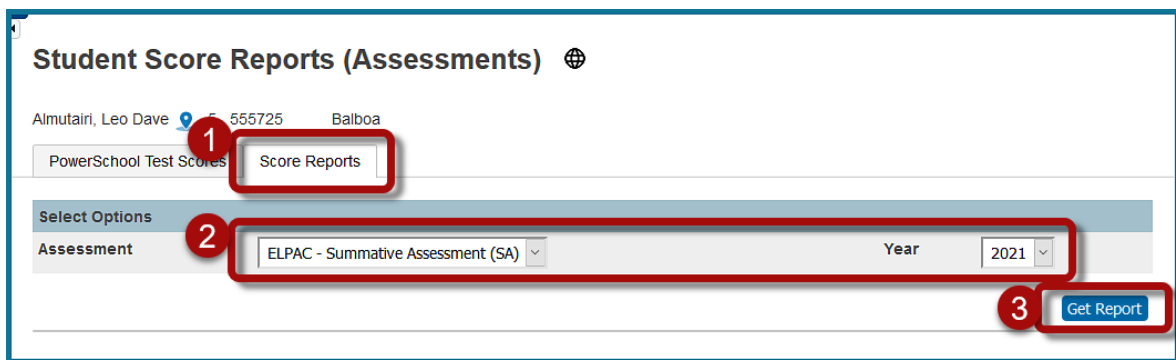 Student Score Reports (Assessments)
Almutairi, Leo Dave 5 555725 Balboa
1
PowerSchool Test Scores Score Reports
Select Options
2
Assessment ELPAC - Summative Assessment (SA) Year 2021
3 Get Report